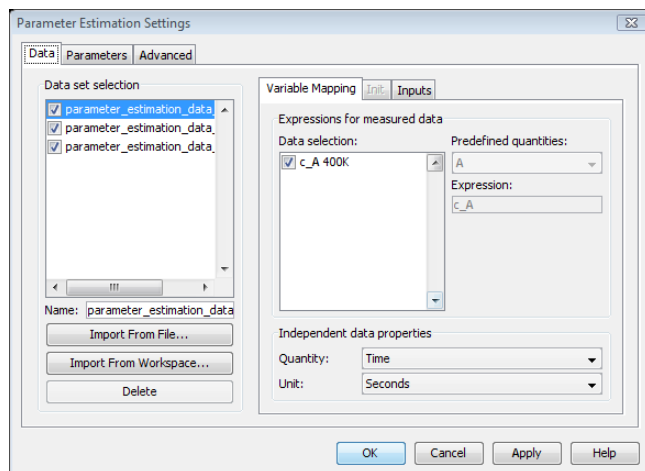 Parameter Estimation Settings
Data Parameters Advanced
Data set selection
parameter_estimation_data_
parameter_estimation_data_
parameter_estimation_data_
Name: parameter_estimation_data
Import From File...
Import From Workspace...
Delete
Variable Mapping Init. Inputs
Expressions for measured data
Data selection:
c_A 400K
Predefined quantities:
A
Expression:
c_A
Independent data properties
Quantity: Time
Unit: Seconds
OK Cancel Apply Help